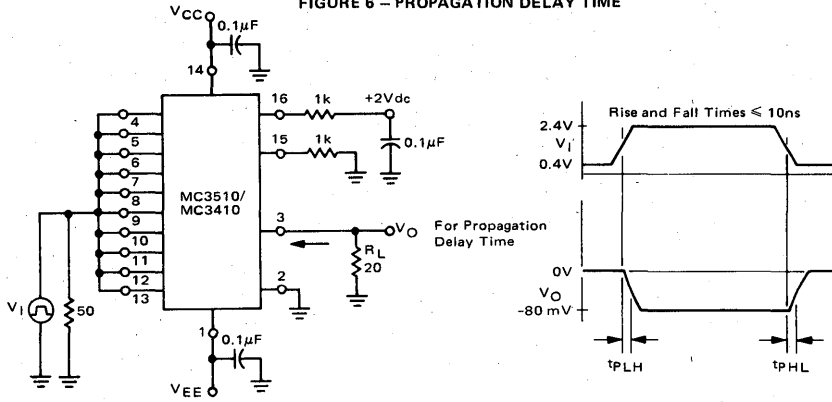 FIGURE 6 – PROPAGATION DELAY TIME
VCC
0.1μF
14
16
1k
+2Vdc
0.1μF
15
1k
4
5
6
7
8
9
10
11
12
13
MC3510/
MC3410
3
VO
RL
20
2
VI
50
1
0.1μF
VEE
For Propagation
Delay Time
Rise and Fall Times ≤ 10ns
2.4V
VI
0.4V
0V
VO
-80 mV
tPLH
tPHL